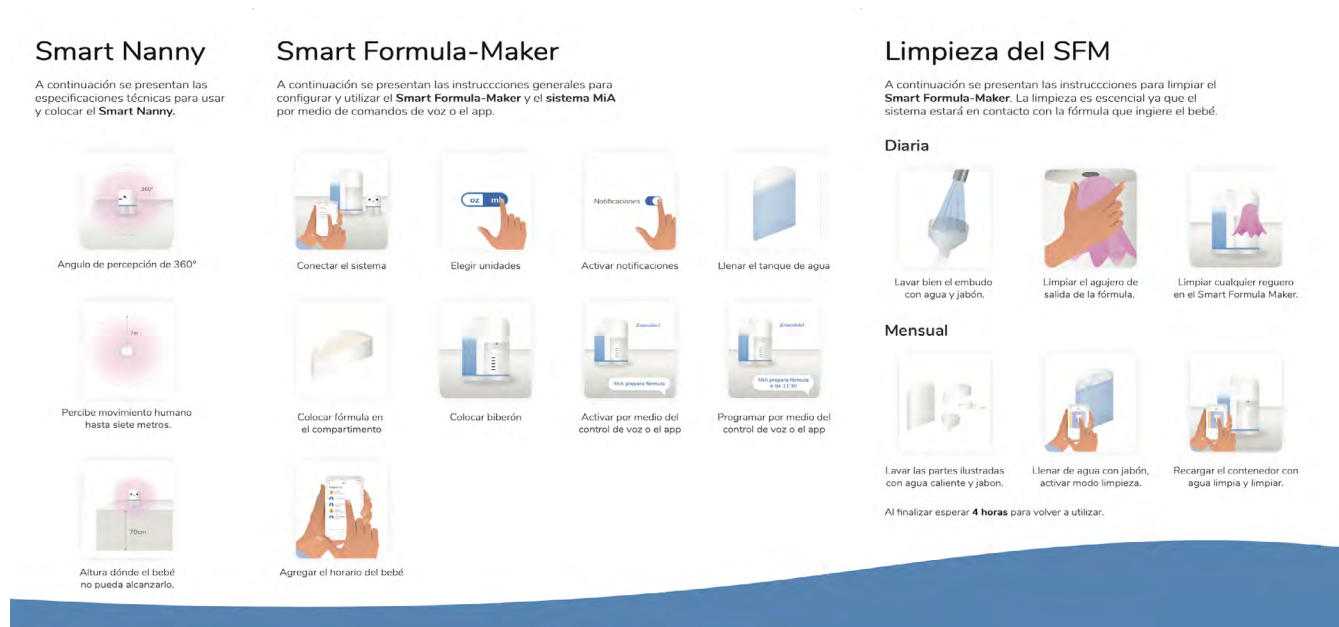 Smart Nanny
A continuación se presentan las
especificaciones técnicas para usar
y colocar el Smart Nanny.
360°
Angulo de percepción de 360°
7m
Percibe movimiento humano
hasta siete metros.
70cm
Altura dónde el bebé
no pueda alcanzarlo.
Smart Formula-Maker
A continuación se presentan las instruccciones generales para
configurar y utilizar el Smart Formula-Maker y el sistema MiA
por medio de comandos de voz o el app.
Conectar el sistema
oz ml
Elegir unidades
Notificaciones
Activar notificaciones
Llenar el tanque de agua
Colocar fórmula en
el compartimento
Colocar biberón
¡Entendido!
MiA prepara fórmula
Activar por medio del
control de voz o el app
¡Entendido!
MiA prepara fórmula
a las 11:30
Programar por medio del
control de voz o el app
Agregar el horario del bebé
Limpieza del SFM
A continuación se presentan las instruccciones para limpiar el
Smart Formula-Maker. La limpieza es escencial ya que el
sistema estará en contacto con la fórmula que ingiere el bebé.
Diaria
Lavar bien el embudo
con agua y jabón.
Limpiar el agujero de
salida de la fórmula.
Limpiar cualquier reguero
en el Smart Formula Maker.
Mensual
Lavar las partes ilustradas
con agua caliente y jabon.
Llenar de agua con jabón,
activar modo limpieza.
Recargar el contenedor con
agua limpia y limpiar.
Al finalizar esperar 4 horas para volver a utilizar.